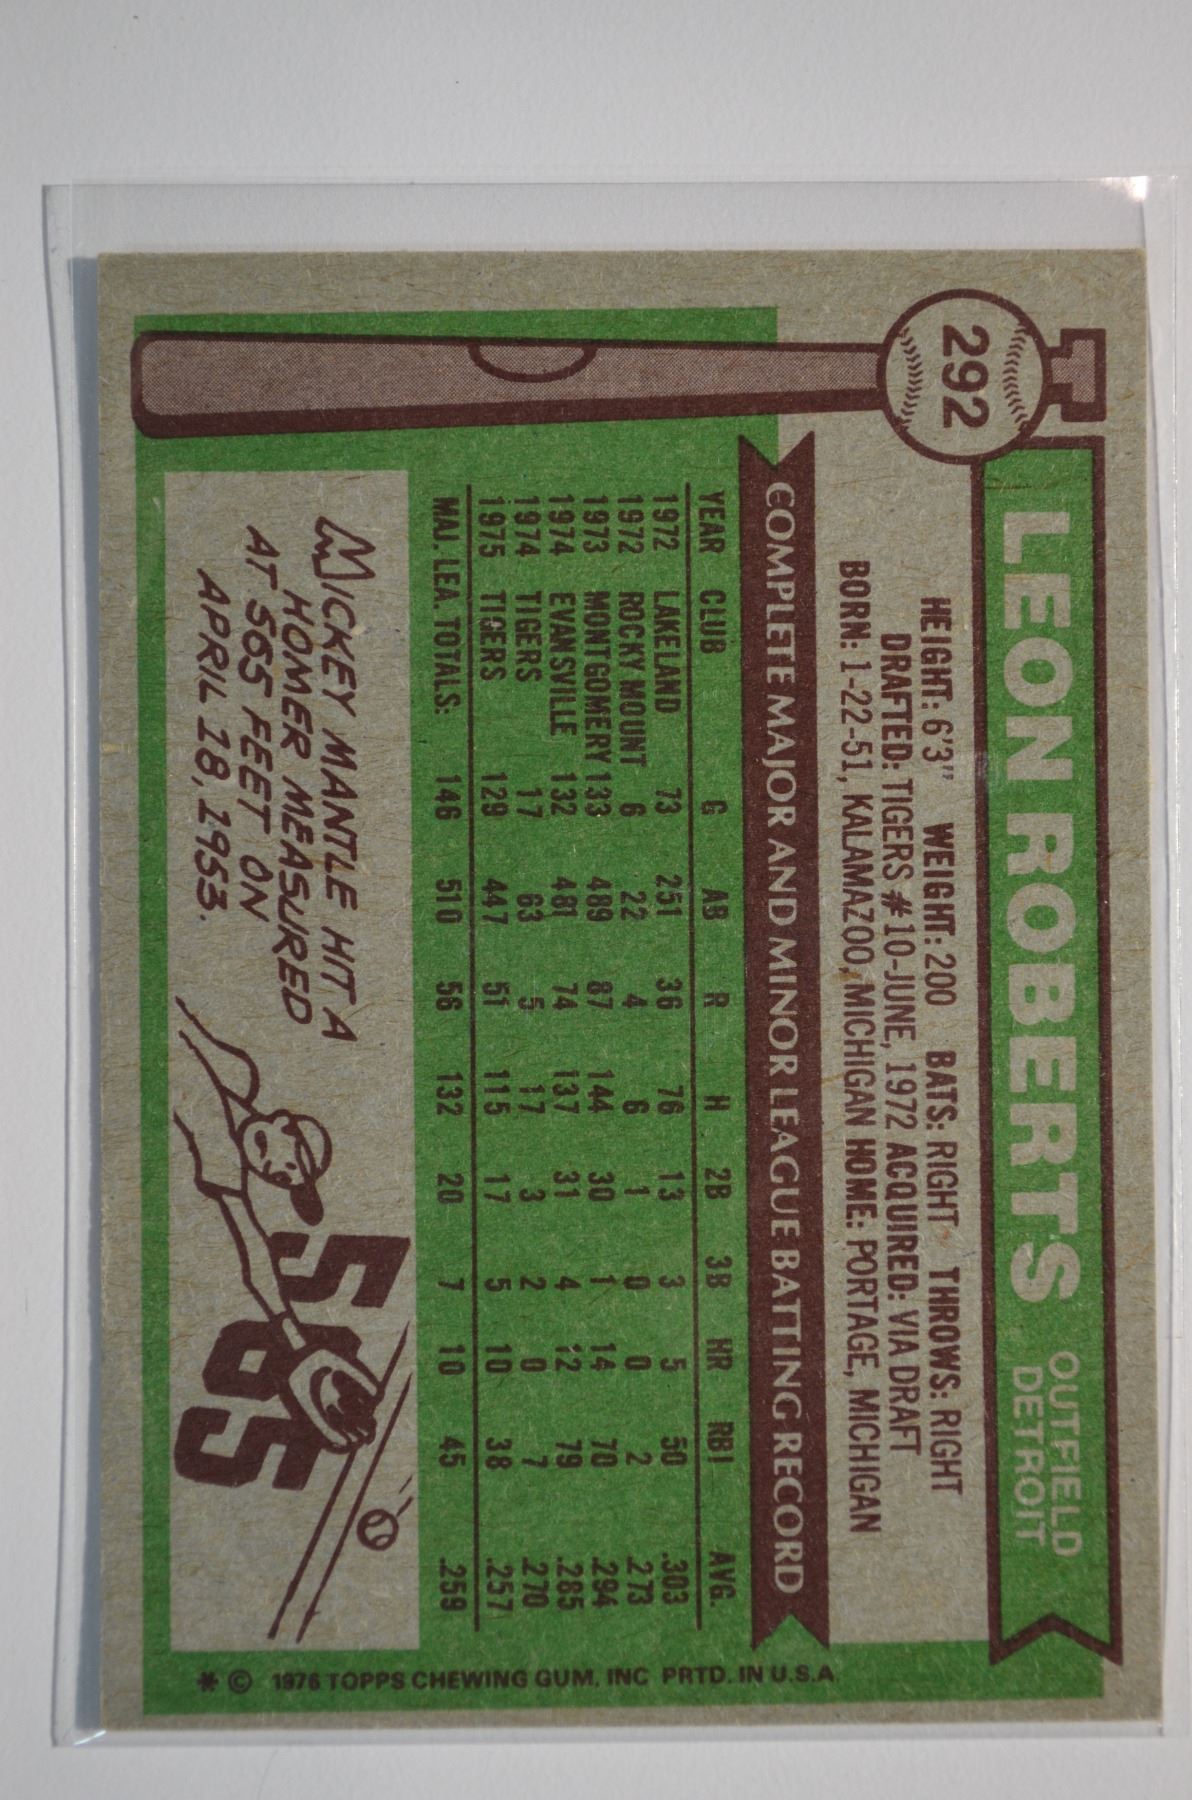 292
LEON ROBERTS
OUTFIELD
DETROIT
HEIGHT: 6'3" WEIGHT: 200 BATS: RIGHT THROWS: RIGHT
DRAFTED: TIGERS #10-JUNE, 1972 ACQUIRED: VIA DRAFT
BORN: 1-22-51, KALAMAZOO, MICHIGAN HOME: PORTAGE, MICHIGAN
COMPLETE MAJOR AND MINOR LEAGUE BATTING RECORD
YEAR CLUB G AB R H 2B 3B HR RBI AVG.
1972 LAKELAND 73 251 36 76 13 3 5 50 .303
1972 ROCKY MOUNT 6 22 4 6 1 0 0 2 .273
1973 MONTGOMERY 133 489 87 144 30 1 14 70 .294
1974 EVANSVILLE 132 481 74 137 31 4 12 79 .285
1974 TIGERS 17 63 5 17 3 2 0 7 .270
1975 TIGERS 129 447 51 115 17 5 10 38 .257
MAJ. LEA. TOTALS: 146 510 56 132 20 7 10 45 .259
MICKEY MANTLE HIT A
HOMER MEASURED
AT 565 FEET ON
APRIL 18, 1953.
565
* © 1976 TOPPS CHEWING GUM, INC PRTD. IN U.S.A.